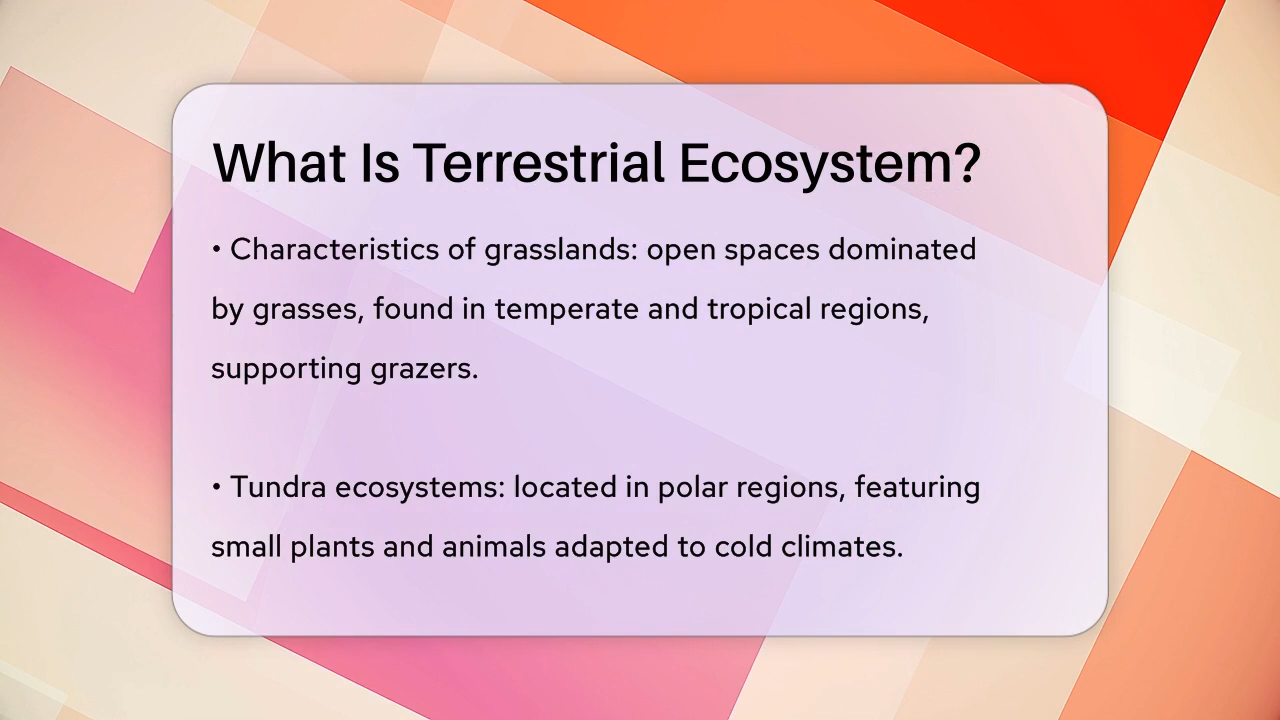 What Is Terrestrial Ecosystem?
• Characteristics of grasslands: open spaces dominated
by grasses, found in temperate and tropical regions,
supporting grazers.
• Tundra ecosystems: located in polar regions, featuring
small plants and animals adapted to cold climates.